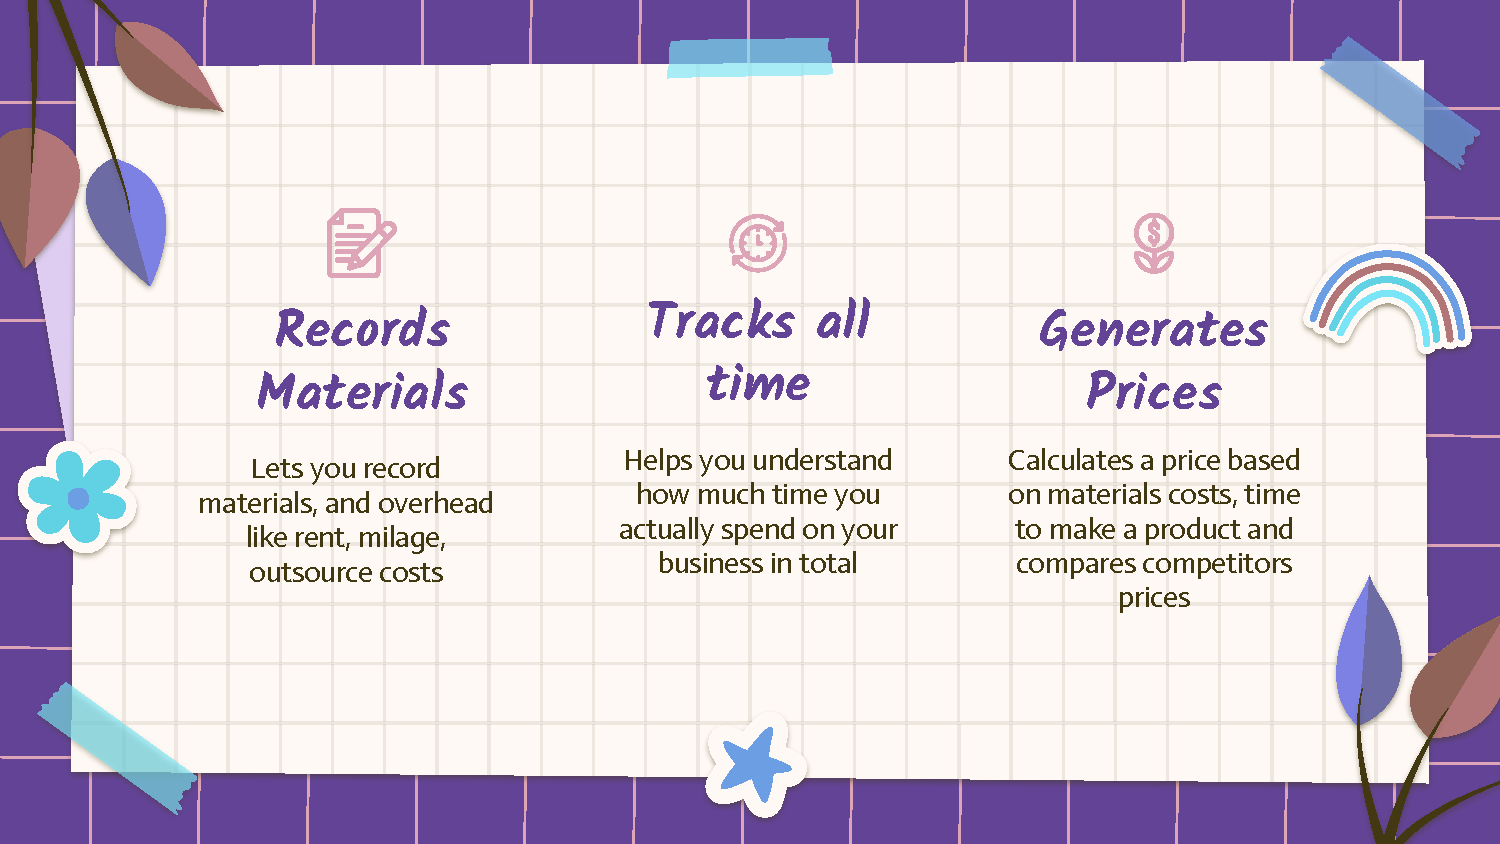 Records
Materials
Lets you record
materials, and overhead
like rent, milage,
outsource costs
Tracks all
time
Helps you understand
how much time you
actually spend on your
business in total
$
Generates
Prices
Calculates a price based
on materials costs, time
to make a product and
compares competitors
prices